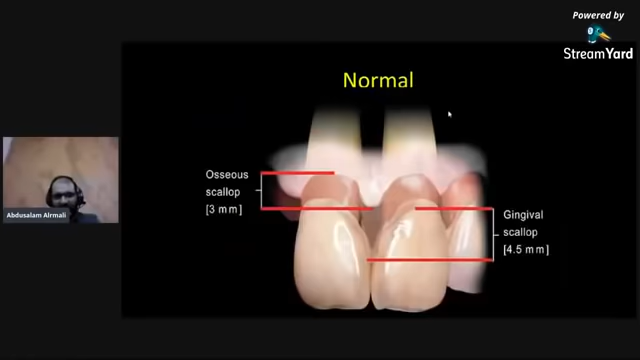 Powered by
StreamYard
Normal
Osseous
scallop
[3 mm]
Gingival
scallop
[4.5 mm]
Abdusalam Alrmali